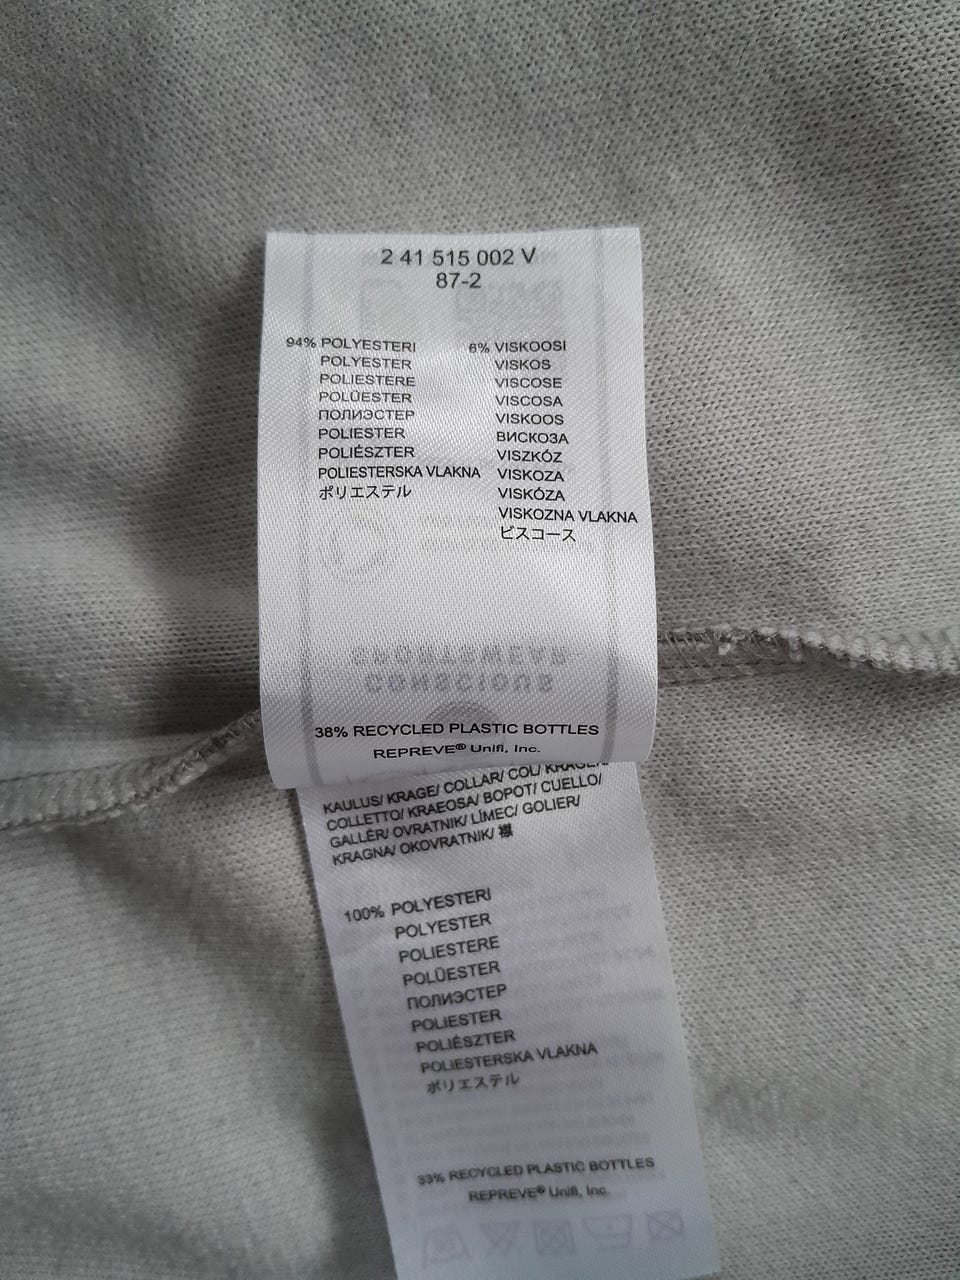 2 41 515 002 V
87-2
94% POLYESTERI
POLYESTER
POLIESTERE
POLÜESTER
ПОЛИЭСТЕР
POLIESTER
POLIÉSZTER
POLIESTERSKA VLAKNA
ポリエステル
6% VISKOOSI
VISKOS
VISCOSE
VISCOSA
VISKOOS
ВИСКОЗА
VISZKÓZ
VISKOZA
VISKÓZA
VISKOZNA VLAKNA
ビスコース
CONSCIOUS
SPORTSWEAR
38% RECYCLED PLASTIC BOTTLES
REPREVE® Unifi, Inc.
KAULUS/ KRAGE/ COLLAR/ COL/ KRAGEN/
COLLETTO/ KRAEOSA/ ВОРОТ/ CUELLO/
GALLÉR/ OVRATNIK/ LÍMEC/ GOLIER/
KRAGNA/ OKOVRATNIK/ 襟
100% POLYESTERI
POLYESTER
POLIESTERE
POLÜESTER
ПОЛИЭСТЕР
POLIESTER
POLIÉSZTER
POLIESTERSKA VLAKNA
ポリエステル
33% RECYCLED PLASTIC BOTTLES
REPREVE® Unifi, Inc.